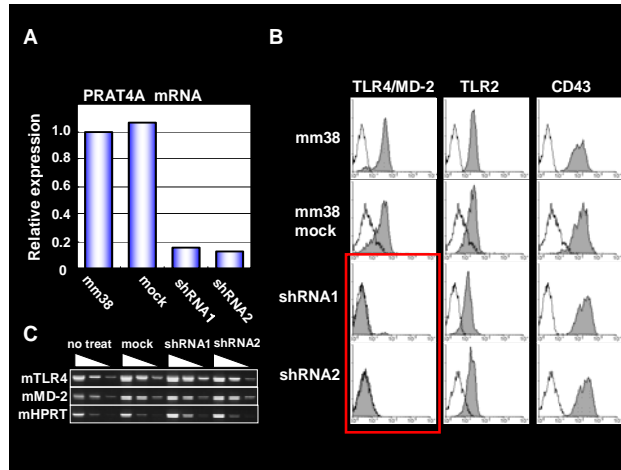 A
PRAT4A mRNA
Relative expression
1.0
0.8
0.6
0.4
0.2
0
mm38
mock
shRNA1
shRNA2
B
TLR4/MD-2
TLR2
CD43
mm38
mm38
mock
shRNA1
shRNA2
C
no treat
mock
shRNA1
shRNA2
mTLR4
mMD-2
mHPRT